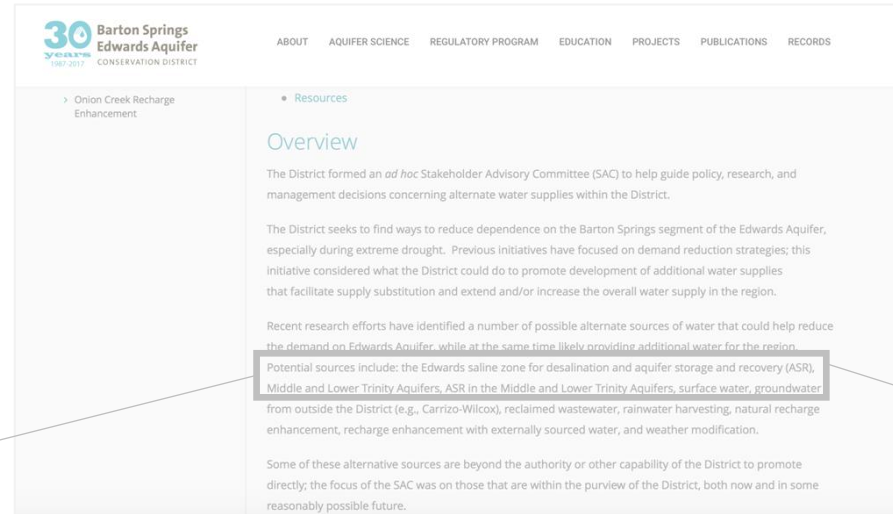 30 years
1987-2017
Barton Springs
Edwards Aquifer
CONSERVATION DISTRICT
ABOUT AQUIFER SCIENCE REGULATORY PROGRAM EDUCATION PROJECTS PUBLICATIONS RECORDS
> Onion Creek Recharge
Enhancement
• Resources
Overview
The District formed an ad hoc Stakeholder Advisory Committee (SAC) to help guide policy, research, and
management decisions concerning alternate water supplies within the District.
The District seeks to find ways to reduce dependence on the Barton Springs segment of the Edwards Aquifer,
especially during extreme drought. Previous initiatives have focused on demand reduction strategies; this
initiative considered what the District could do to promote development of additional water supplies
that facilitate supply substitution and extend and/or increase the overall water supply in the region.
Recent research efforts have identified a number of possible alternate sources of water that could help reduce
the demand on Edwards Aquifer, while at the same time likely providing additional water for the region.
Potential sources include: the Edwards saline zone for desalination and aquifer storage and recovery (ASR),
Middle and Lower Trinity Aquifers, ASR in the Middle and Lower Trinity Aquifers, surface water, groundwater
from outside the District (e.g., Carrizo-Wilcox), reclaimed wastewater, rainwater harvesting, natural recharge
enhancement, recharge enhancement with externally sourced water, and weather modification.
Some of these alternative sources are beyond the authority or other capability of the District to promote
directly; the focus of the SAC was on those that are within the purview of the District, both now and in some
reasonably possible future.